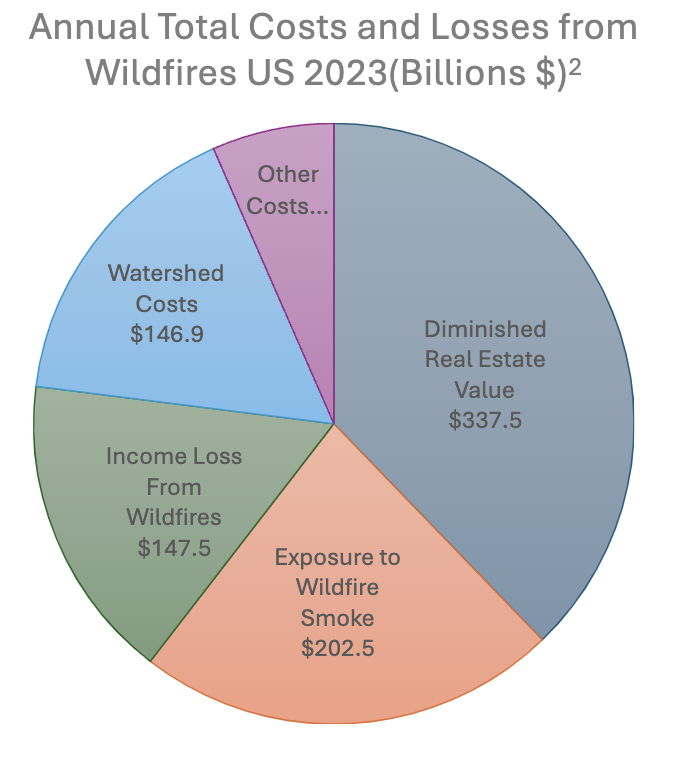 Annual Total Costs and Losses from
Wildfires US 2023(Billions $)²
Other
Costs...
Watershed
Costs
$146.9
Diminished
Real Estate
Value
$337.5
Income Loss
From
Wildfires
$147.5
Exposure to
Wildfire
Smoke
$202.5